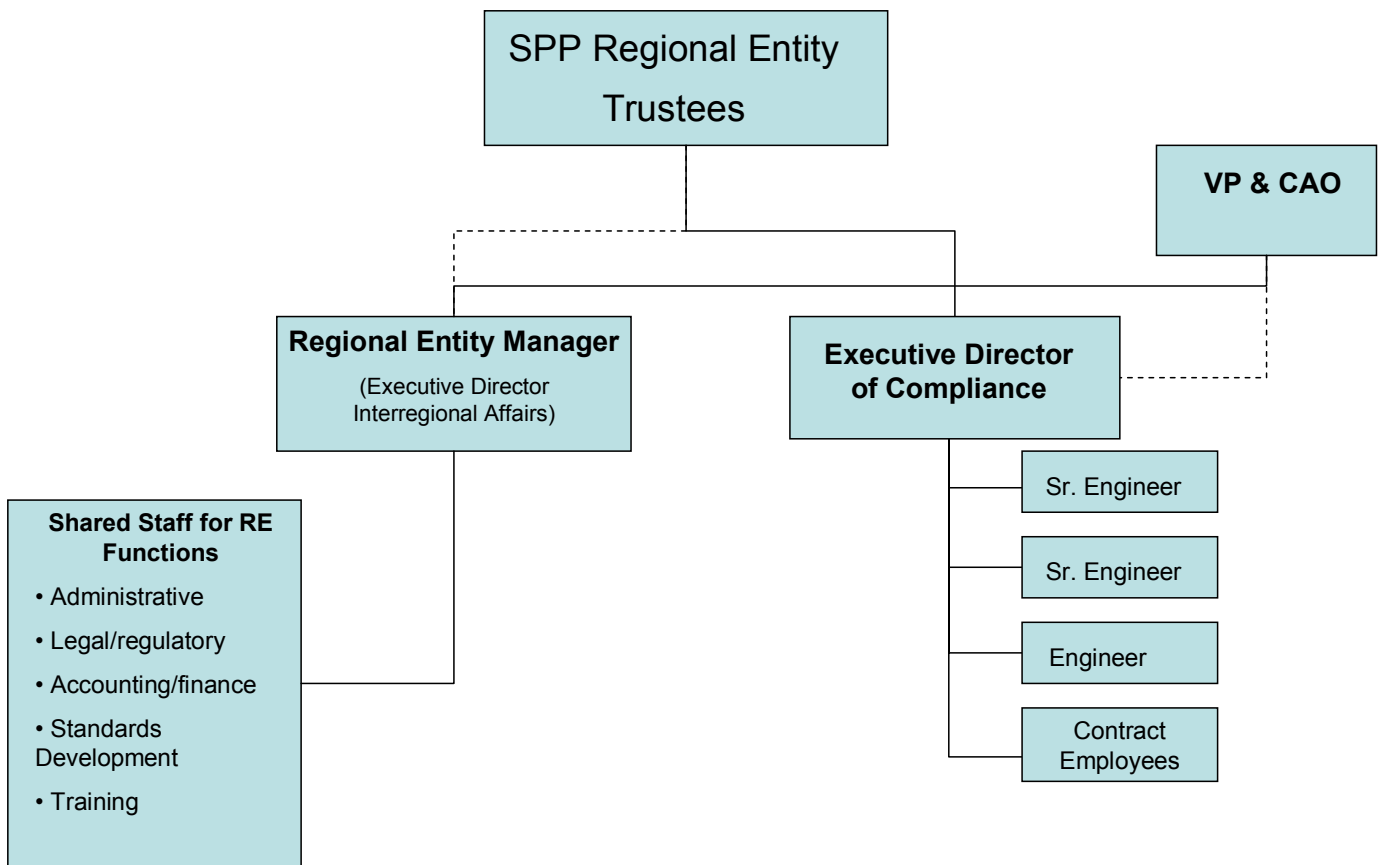 SPP Regional Entity
Trustees
VP & CAO
Regional Entity Manager
(Executive Director
Interregional Affairs)
Executive Director
of Compliance
Shared Staff for RE
Functions
• Administrative
• Legal/regulatory
• Accounting/finance
• Standards
Development
• Training
Sr. Engineer
Sr. Engineer
Engineer
Contract
Employees